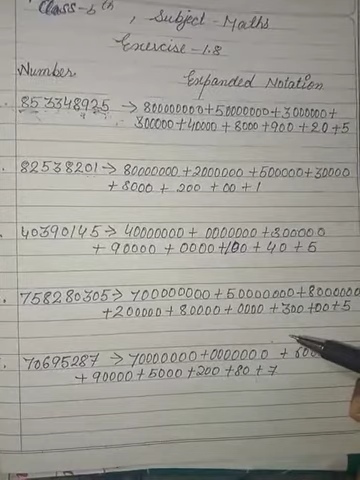 Class-6th, Subject-Maths
Exercise-1.8
Number Expanded Notation
853348925 → 800000000+50000000+3000000+
300000+40000+8000+900+20+5
82538201 → 80000000+2000000+500000+30000
+8000+200+00+1
40390145 → 40000000+0000000+300000
+90000+0000+100+40+5
758280305 → 700000000+50000000+8000000
+200000+80000+0000+300+00+5
70695287 → 70000000+0000000+
+90000+5000+200+80+7